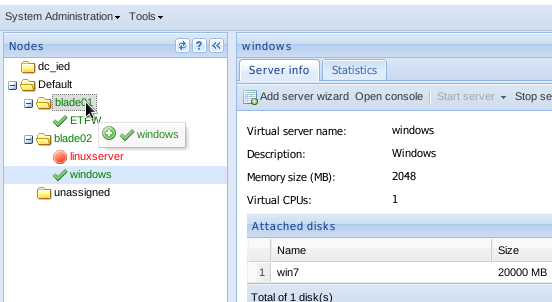 System Administration Tools
Nodes
dc_ied
Default
blade01
ETFW
windows
blade02
linuxserver
windows
unassigned
windows
Server info Statistics
Add server wizard Open console Start server Stop se
Virtual server name: windows
Description: Windows
Memory size (MB): 2048
Virtual CPUs: 1
Attached disks
Name Size
1 win7 20000 MB
Total of 1 disk(s)